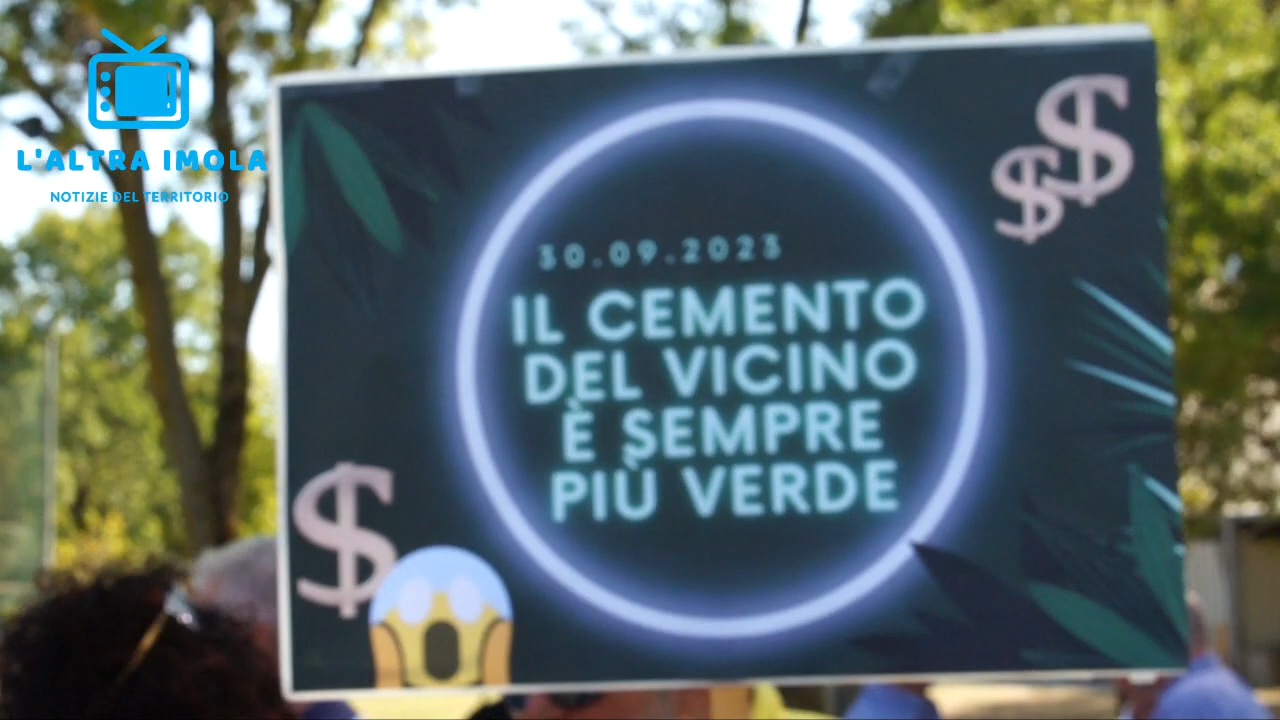 L'ALTRA IMOLA
NOTIZIE DEL TERRITORIO
$
$
30.09.2023
IL CEMENTO
DEL VICINO
È SEMPRE
PIÙ VERDE
$